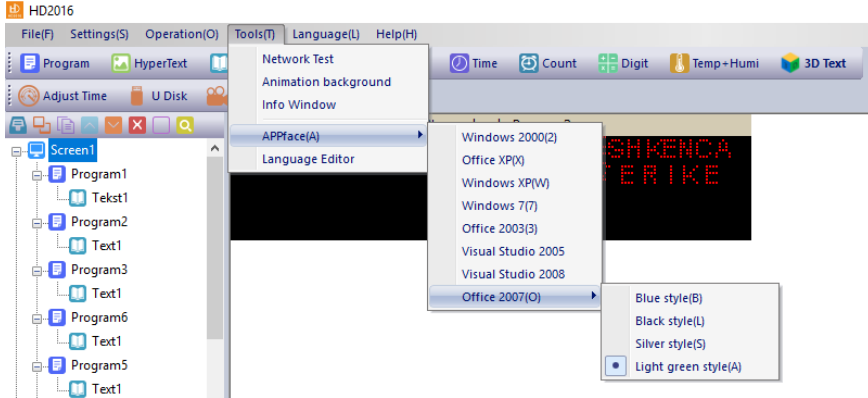 HD2016
File(F) Settings(S) Operation(O) Tools(T) Language(L) Help(H)
Program HyperText Time Count Digit Temp+Humi 3D Text
Adjust Time U Disk
Network Test
Animation background
Info Window
APPface(A)
Language Editor
Windows 2000(2)
Office XP(X)
Windows XP(W)
Windows 7(7)
Office 2003(3)
Visual Studio 2005
Visual Studio 2008
Office 2007(O)
Blue style(B)
Black style(L)
Silver style(S)
Light green style(A)
Screen1
Program1
Tekst1
Program2
Text1
Program3
Text1
Program6
Text1
Program5
Text1